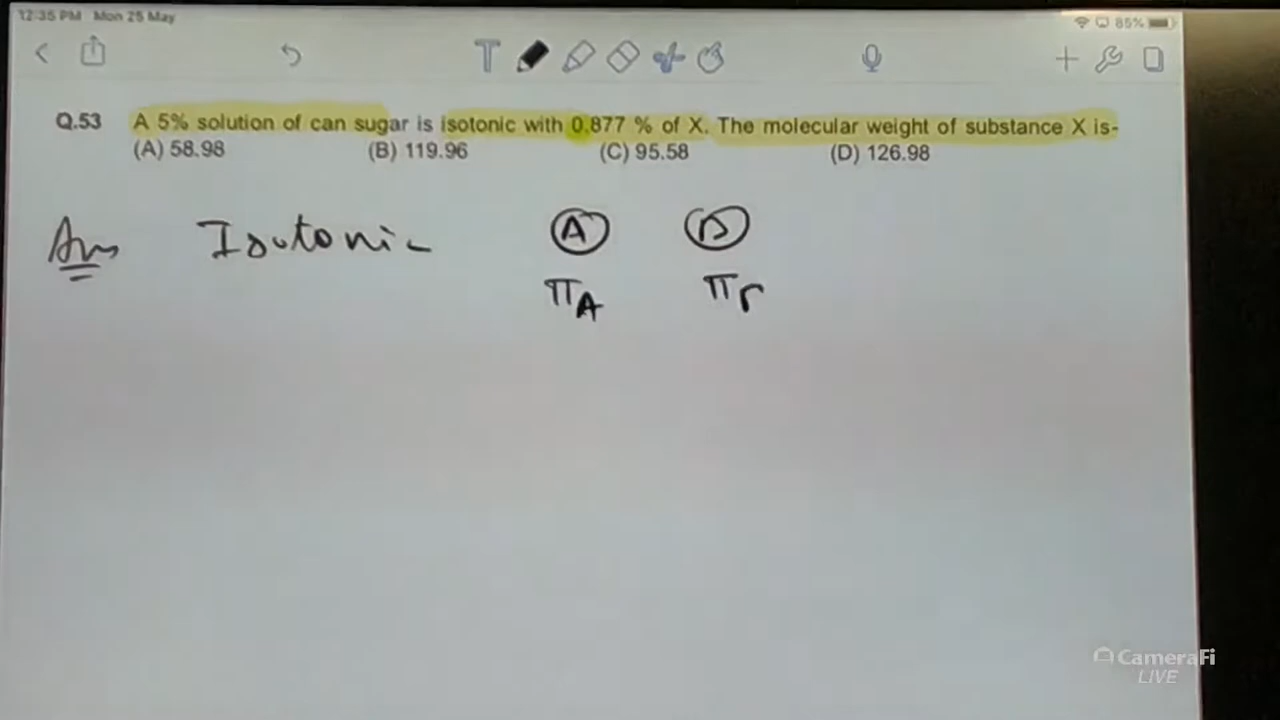 12:35 PM Mon 25 May
85%
Q.53 A 5% solution of can sugar is isotonic with 0.877 % of X. The molecular weight of substance X is-
(A) 58.98 (B) 119.96 (C) 95.58 (D) 126.98
Ans Isotonic A B
πA π
CameraFi
LIVE